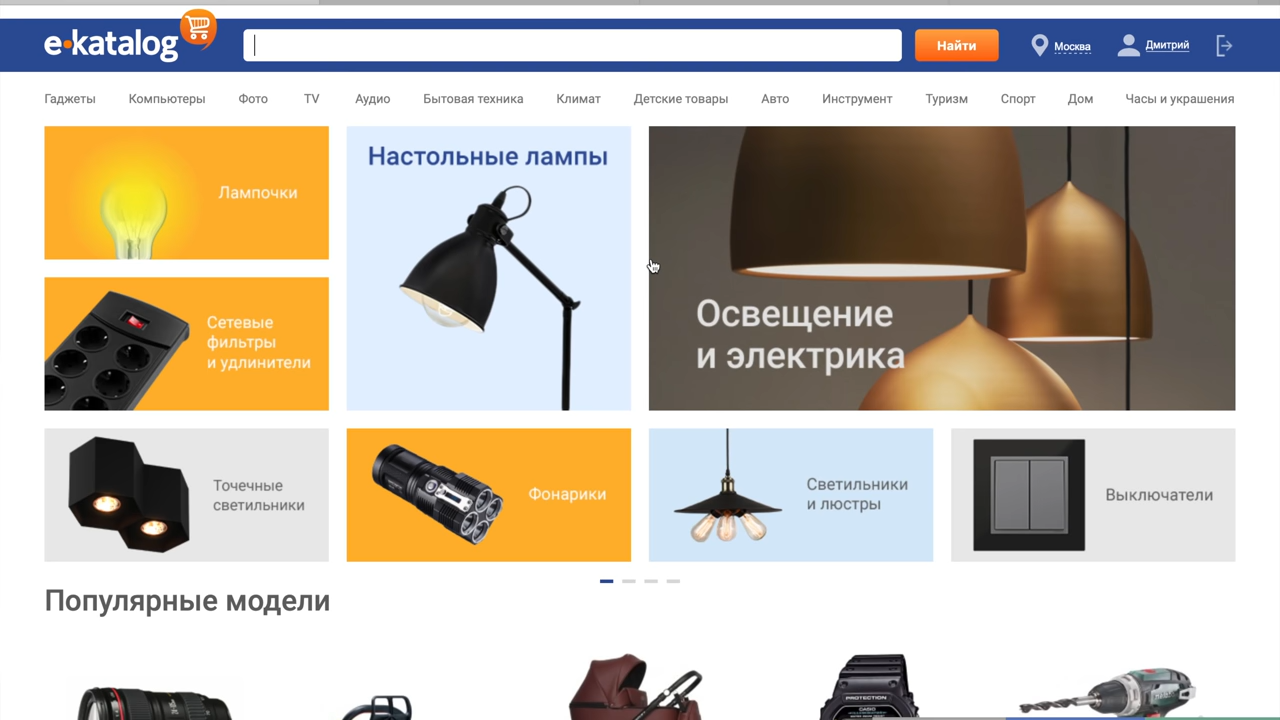 e·katalog
Найти
Москва
Дмитрий
Гаджеты
Компьютеры
Фото
TV
Аудио
Бытовая техника
Климат
Детские товары
Авто
Инструмент
Туризм
Спорт
Дом
Часы и украшения
Лампочки
Настольные лампы
Освещение
и электрика
Сетевые
фильтры
и удлинители
Точечные
светильники
Фонарики
Светильники
и люстры
Выключатели
Популярные модели
PROTECTION
CASIO